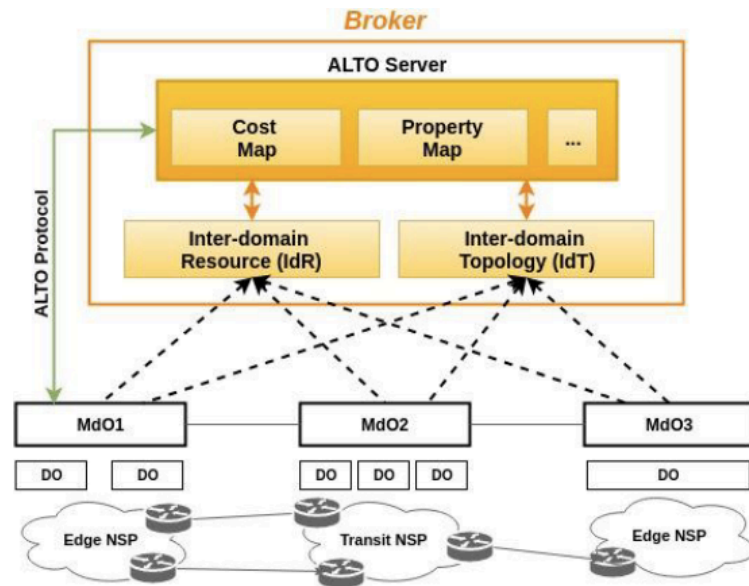 Broker
ALTO Server
Cost
Map
Property
Map
...
ALTO Protocol
Inter-domain
Resource (IdR)
Inter-domain
Topology (IdT)
MdO1
MdO2
MdO3
DO
DO
DO
DO
DO
DO
Edge NSP
Transit NSP
Edge NSP